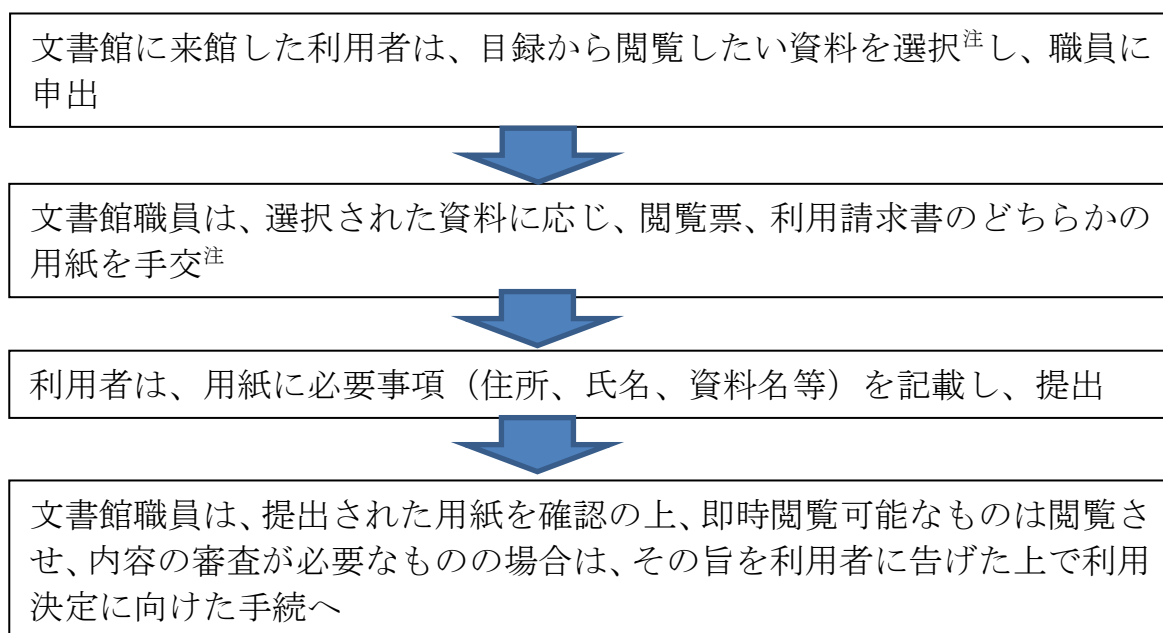 文書館に来館した利用者は、目録から閲覧したい資料を選択注し、職員に
申出
文書館職員は、選択された資料に応じ、閲覧票、利用請求書のどちらかの
用紙を手交注
利用者は、用紙に必要事項（住所、氏名、資料名等）を記載し、提出
文書館職員は、提出された用紙を確認の上、即時閲覧可能なものは閲覧さ
せ、内容の審査が必要なものの場合は、その旨を利用者に告げた上で利用
決定に向けた手続へ